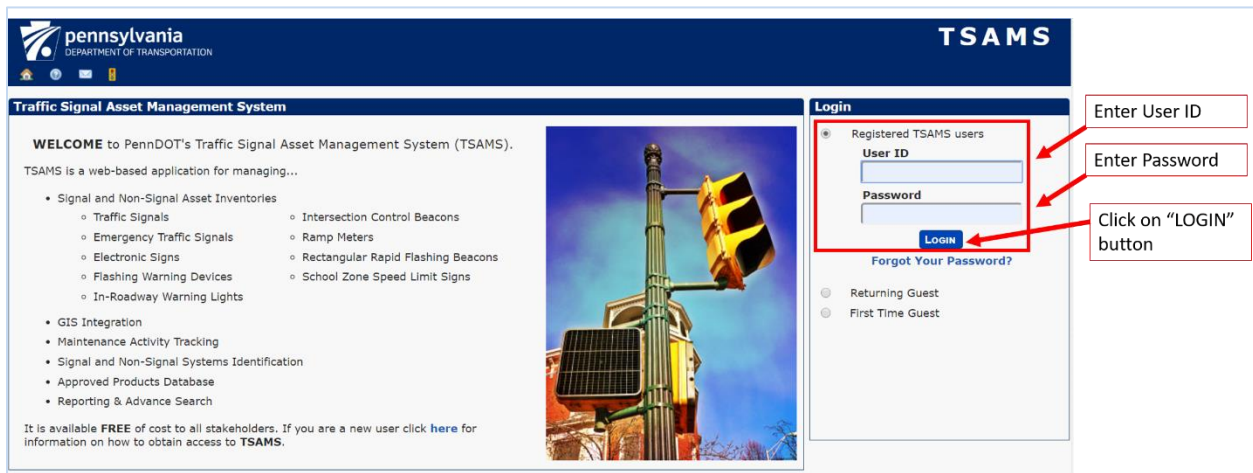 pennsylvania
DEPARTMENT OF TRANSPORTATION
TSAMS
Traffic Signal Asset Management System
WELCOME to PennDOT's Traffic Signal Asset Management System (TSAMS).
TSAMS is a web-based application for managing...
• Signal and Non-Signal Asset Inventories
◦ Traffic Signals
◦ Emergency Traffic Signals
◦ Electronic Signs
◦ Flashing Warning Devices
◦ In-Roadway Warning Lights
◦ Intersection Control Beacons
◦ Ramp Meters
◦ Rectangular Rapid Flashing Beacons
◦ School Zone Speed Limit Signs
• GIS Integration
• Maintenance Activity Tracking
• Signal and Non-Signal Systems Identification
• Approved Products Database
• Reporting & Advance Search
It is available FREE of cost to all stakeholders. If you are a new user click here for
information on how to obtain access to TSAMS.
Login
Registered TSAMS users
User ID
Password
LOGIN
Forgot Your Password?
Returning Guest
First Time Guest
Enter User ID
Enter Password
Click on “LOGIN”
button